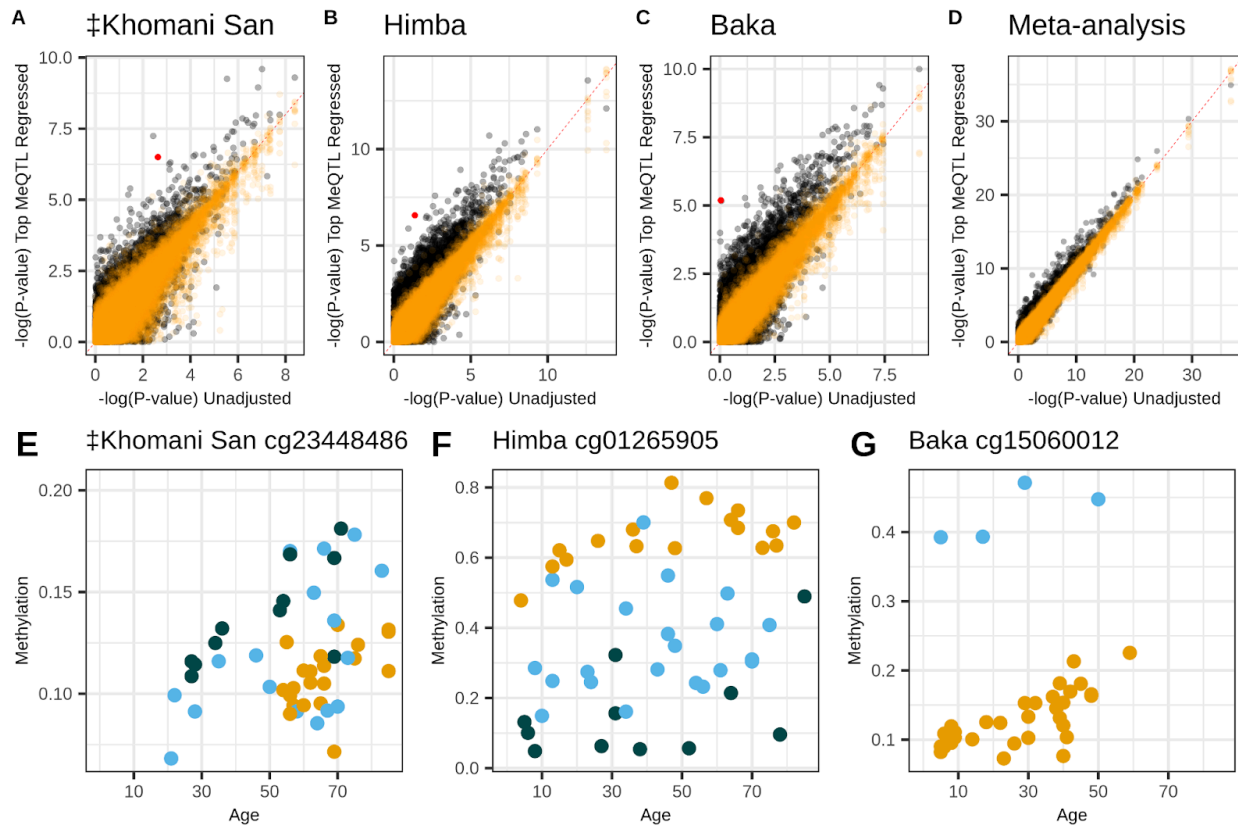 A ‡Khomani San
B Himba
C Baka
D Meta-analysis
-log(P-value) Top MeQTL Regressed
10.0
7.5
5.0
2.5
0.0
0 2 4 6 8
-log(P-value) Unadjusted
-log(P-value) Top MeQTL Regressed
10
5
0
0 5 10
-log(P-value) Unadjusted
-log(P-value) Top MeQTL Regressed
10.0
7.5
5.0
2.5
0.0
0.0 2.5 5.0 7.5
-log(P-value) Unadjusted
-log(P-value) Top MeQTL Regressed
30
20
10
0
0 10 20 30
-log(P-value) Unadjusted
E ‡Khomani San cg23448486
Methylation
0.20
0.15
0.10
10 30 50 70
Age
F Himba cg01265905
Methylation
0.8
0.6
0.4
0.2
0.0
10 30 50 70
Age
G Baka cg15060012
Methylation
0.4
0.3
0.2
0.1
10 30 50 70
Age